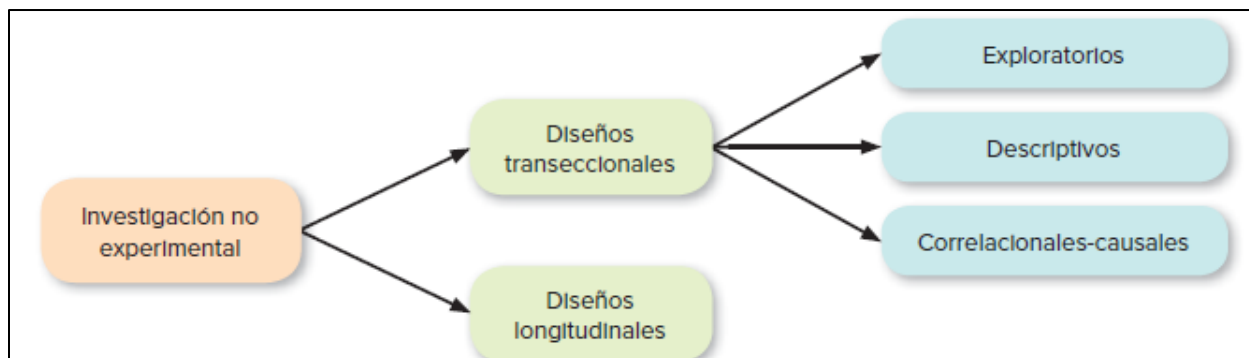 Investigación no
experimental
Diseños
transeccionales
Diseños
longitudinales
Exploratorios
Descriptivos
Correlacionales-causales